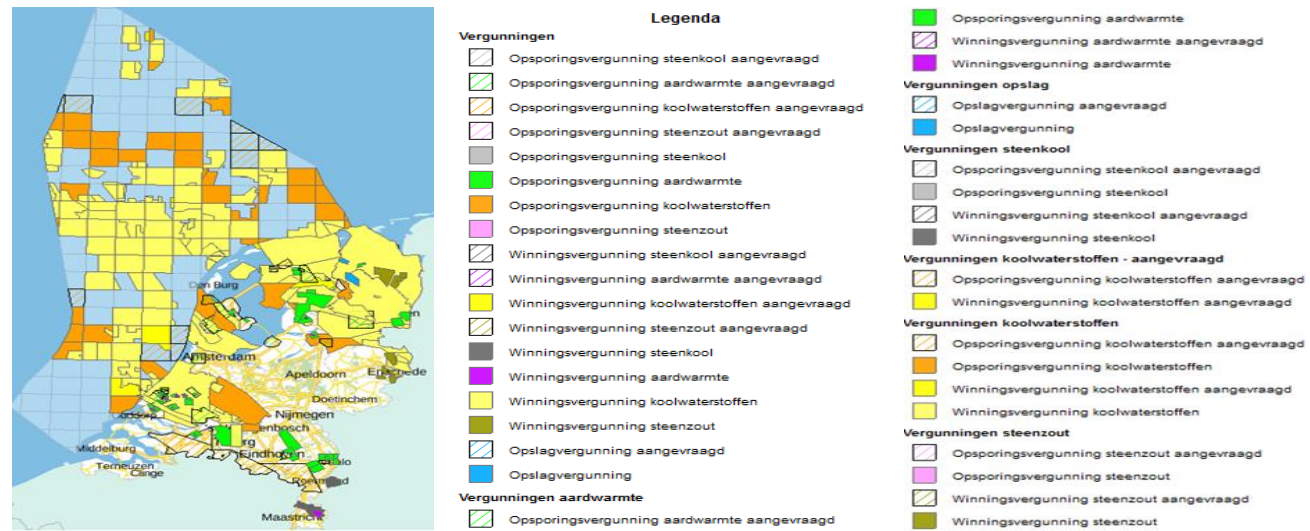 Den Burg
Amsterdam
Apeldoorn
Enschede
Doetinchem
Nijmegen
enbosch
Eindhoven
Middelburg
Terneuzen
Clinge
Maastricht
Legenda
Vergunningen
Opsporingsvergunning steenkool aangevraagd
Opsporingsvergunning aardwarmte aangevraagd
Opsporingsvergunning koolwaterstoffen aangevraagd
Opsporingsvergunning steenzout aangevraagd
Opsporingsvergunning steenkool
Opsporingsvergunning aardwarmte
Opsporingsvergunning koolwaterstoffen
Opsporingsvergunning steenzout
Winningsvergunning steenkool aangevraagd
Winningsvergunning aardwarmte aangevraagd
Winningsvergunning koolwaterstoffen aangevraagd
Winningsvergunning steenzout aangevraagd
Winningsvergunning steenkool
Winningsvergunning aardwarmte
Winningsvergunning koolwaterstoffen
Winningsvergunning steenzout
Opslagvergunning aangevraagd
Opslagvergunning
Vergunningen aardwarmte
Opsporingsvergunning aardwarmte aangevraagd
Opsporingsvergunning aardwarmte
Winningsvergunning aardwarmte aangevraagd
Winningsvergunning aardwarmte
Vergunningen opslag
Opslagvergunning aangevraagd
Opslagvergunning
Vergunningen steenkool
Opsporingsvergunning steenkool aangevraagd
Opsporingsvergunning steenkool
Winningsvergunning steenkool aangevraagd
Winningsvergunning steenkool
Vergunningen koolwaterstoffen - aangevraagd
Opsporingsvergunning koolwaterstoffen aangevraagd
Winningsvergunning koolwaterstoffen aangevraagd
Vergunningen koolwaterstoffen
Opsporingsvergunning koolwaterstoffen aangevraagd
Opsporingsvergunning koolwaterstoffen
Winningsvergunning koolwaterstoffen aangevraagd
Winningsvergunning koolwaterstoffen
Vergunningen steenzout
Opsporingsvergunning steenzout aangevraagd
Opsporingsvergunning steenzout
Winningsvergunning steenzout aangevraagd
Winningsvergunning steenzout